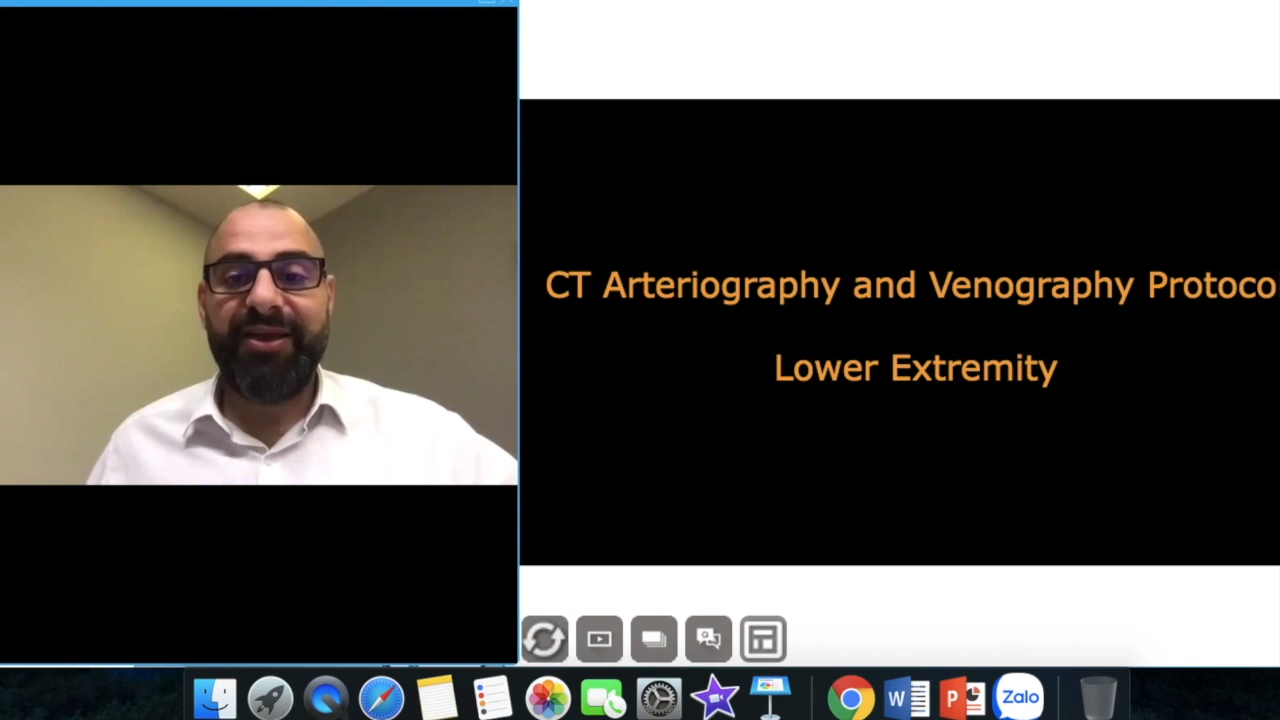 CT Arteriography and Venography Protoco
Lower Extremity
W
P
Zalo